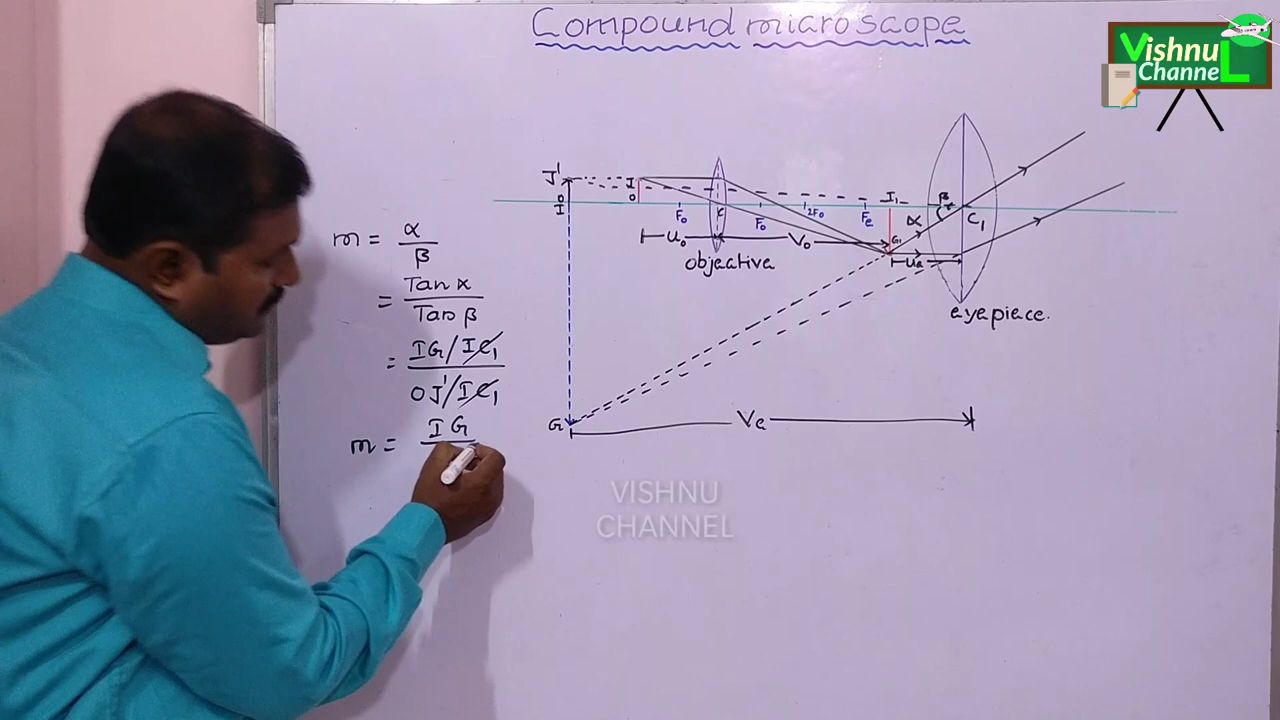 Compound microscope
Vishnu
ChanneL
J'
I
O
O
I
F₀
C
F₀
2F₀
Fe
I₁
β
α
C₁
G₁
u₀
V₀
ue
objective
eyepiece.
m = α/β
= Tan α/Tan β
= IG/IC₁
OJ'/IC₁
m = IG
G
Ve
VISHNU
CHANNEL